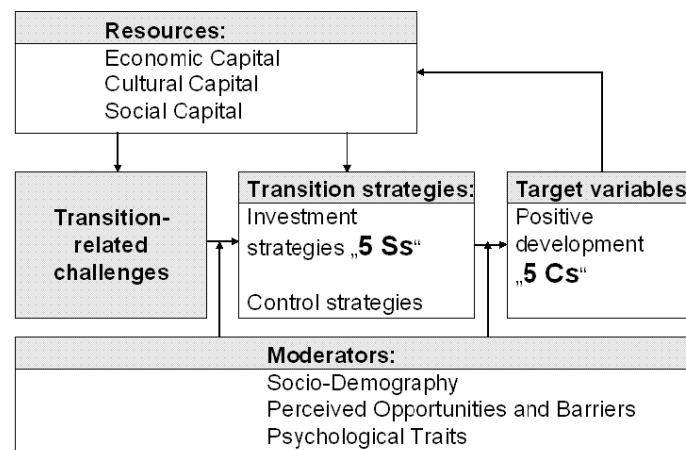 Resources:
Economic Capital
Cultural Capital
Social Capital
Transition-
related
challenges
Transition strategies:
Investment
strategies „5 Ss“
Control strategies
Target variables
Positive
development
„5 Cs“
Moderators:
Socio-Demography
Perceived Opportunities and Barriers
Psychological Traits